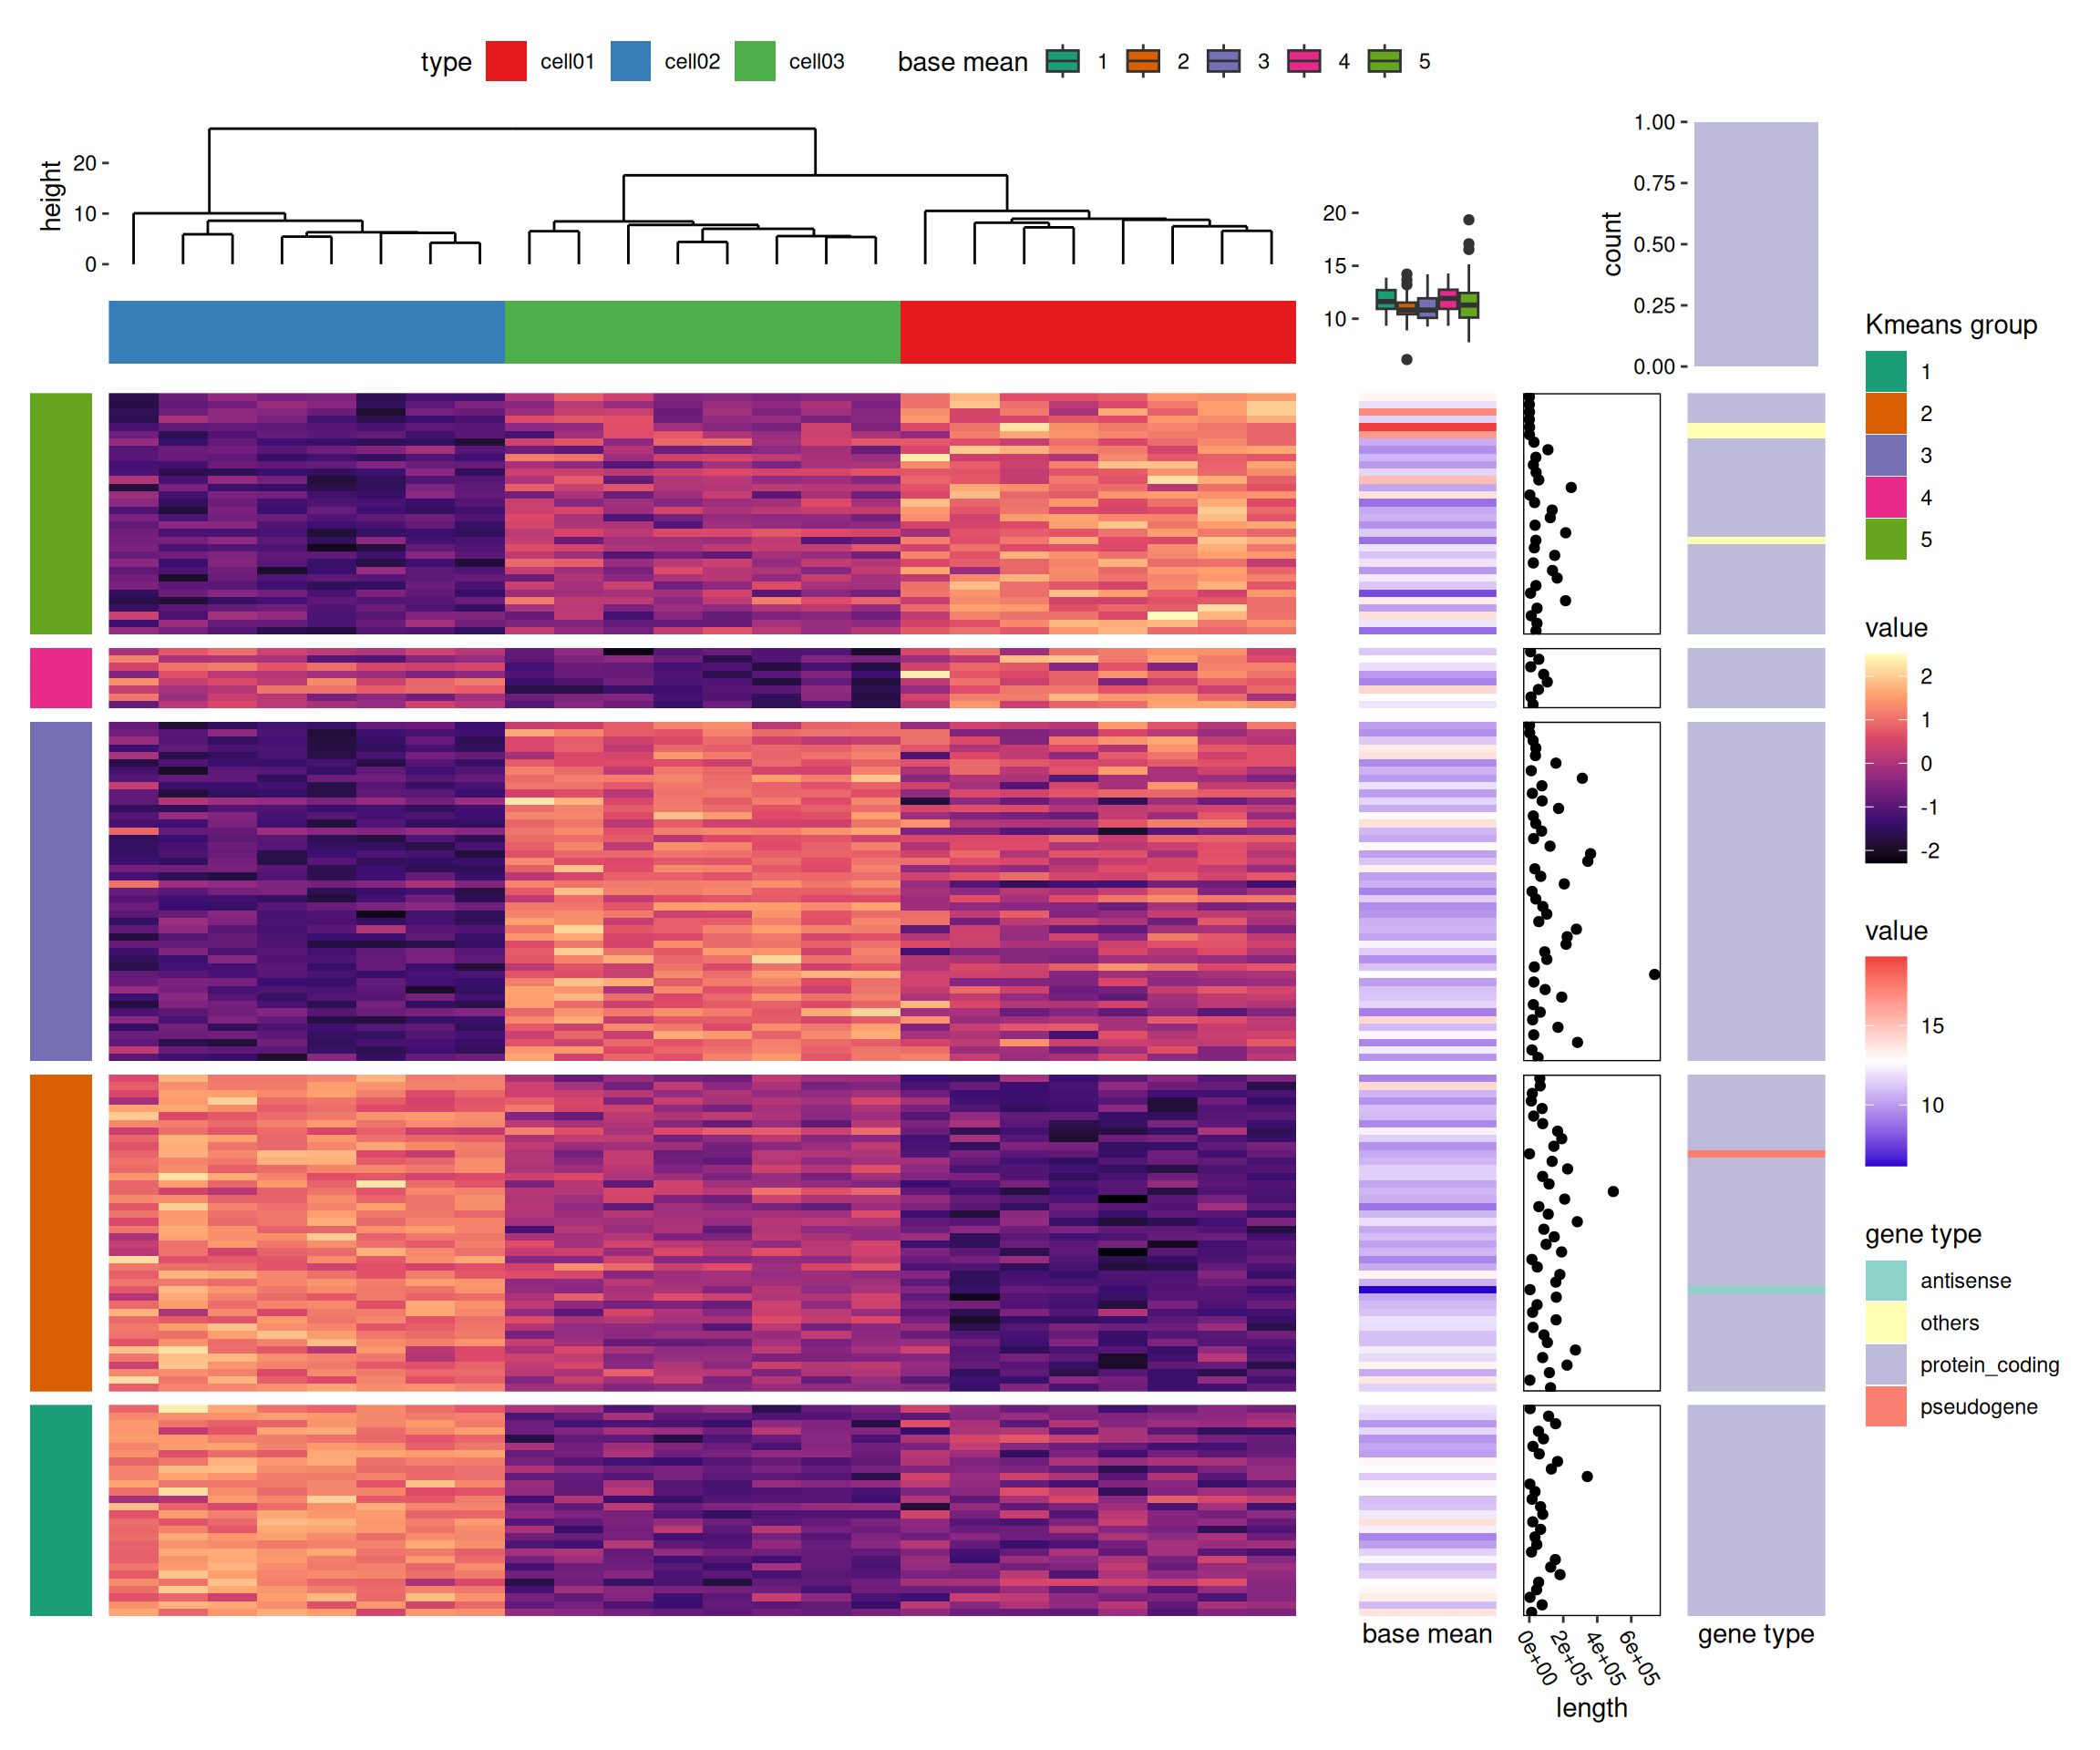 type cell01 cell02 cell03 base mean 1 2 3 4 5
height
20
10
0
20
15
10
count
1.00
0.75
0.50
0.25
0.00
Kmeans group
1
2
3
4
5
value
2
1
0
-1
-2
value
15
10
gene type
antisense
others
protein_coding
pseudogene
base mean
0e+00 2e+05 4e+05 6e+05
length
gene type